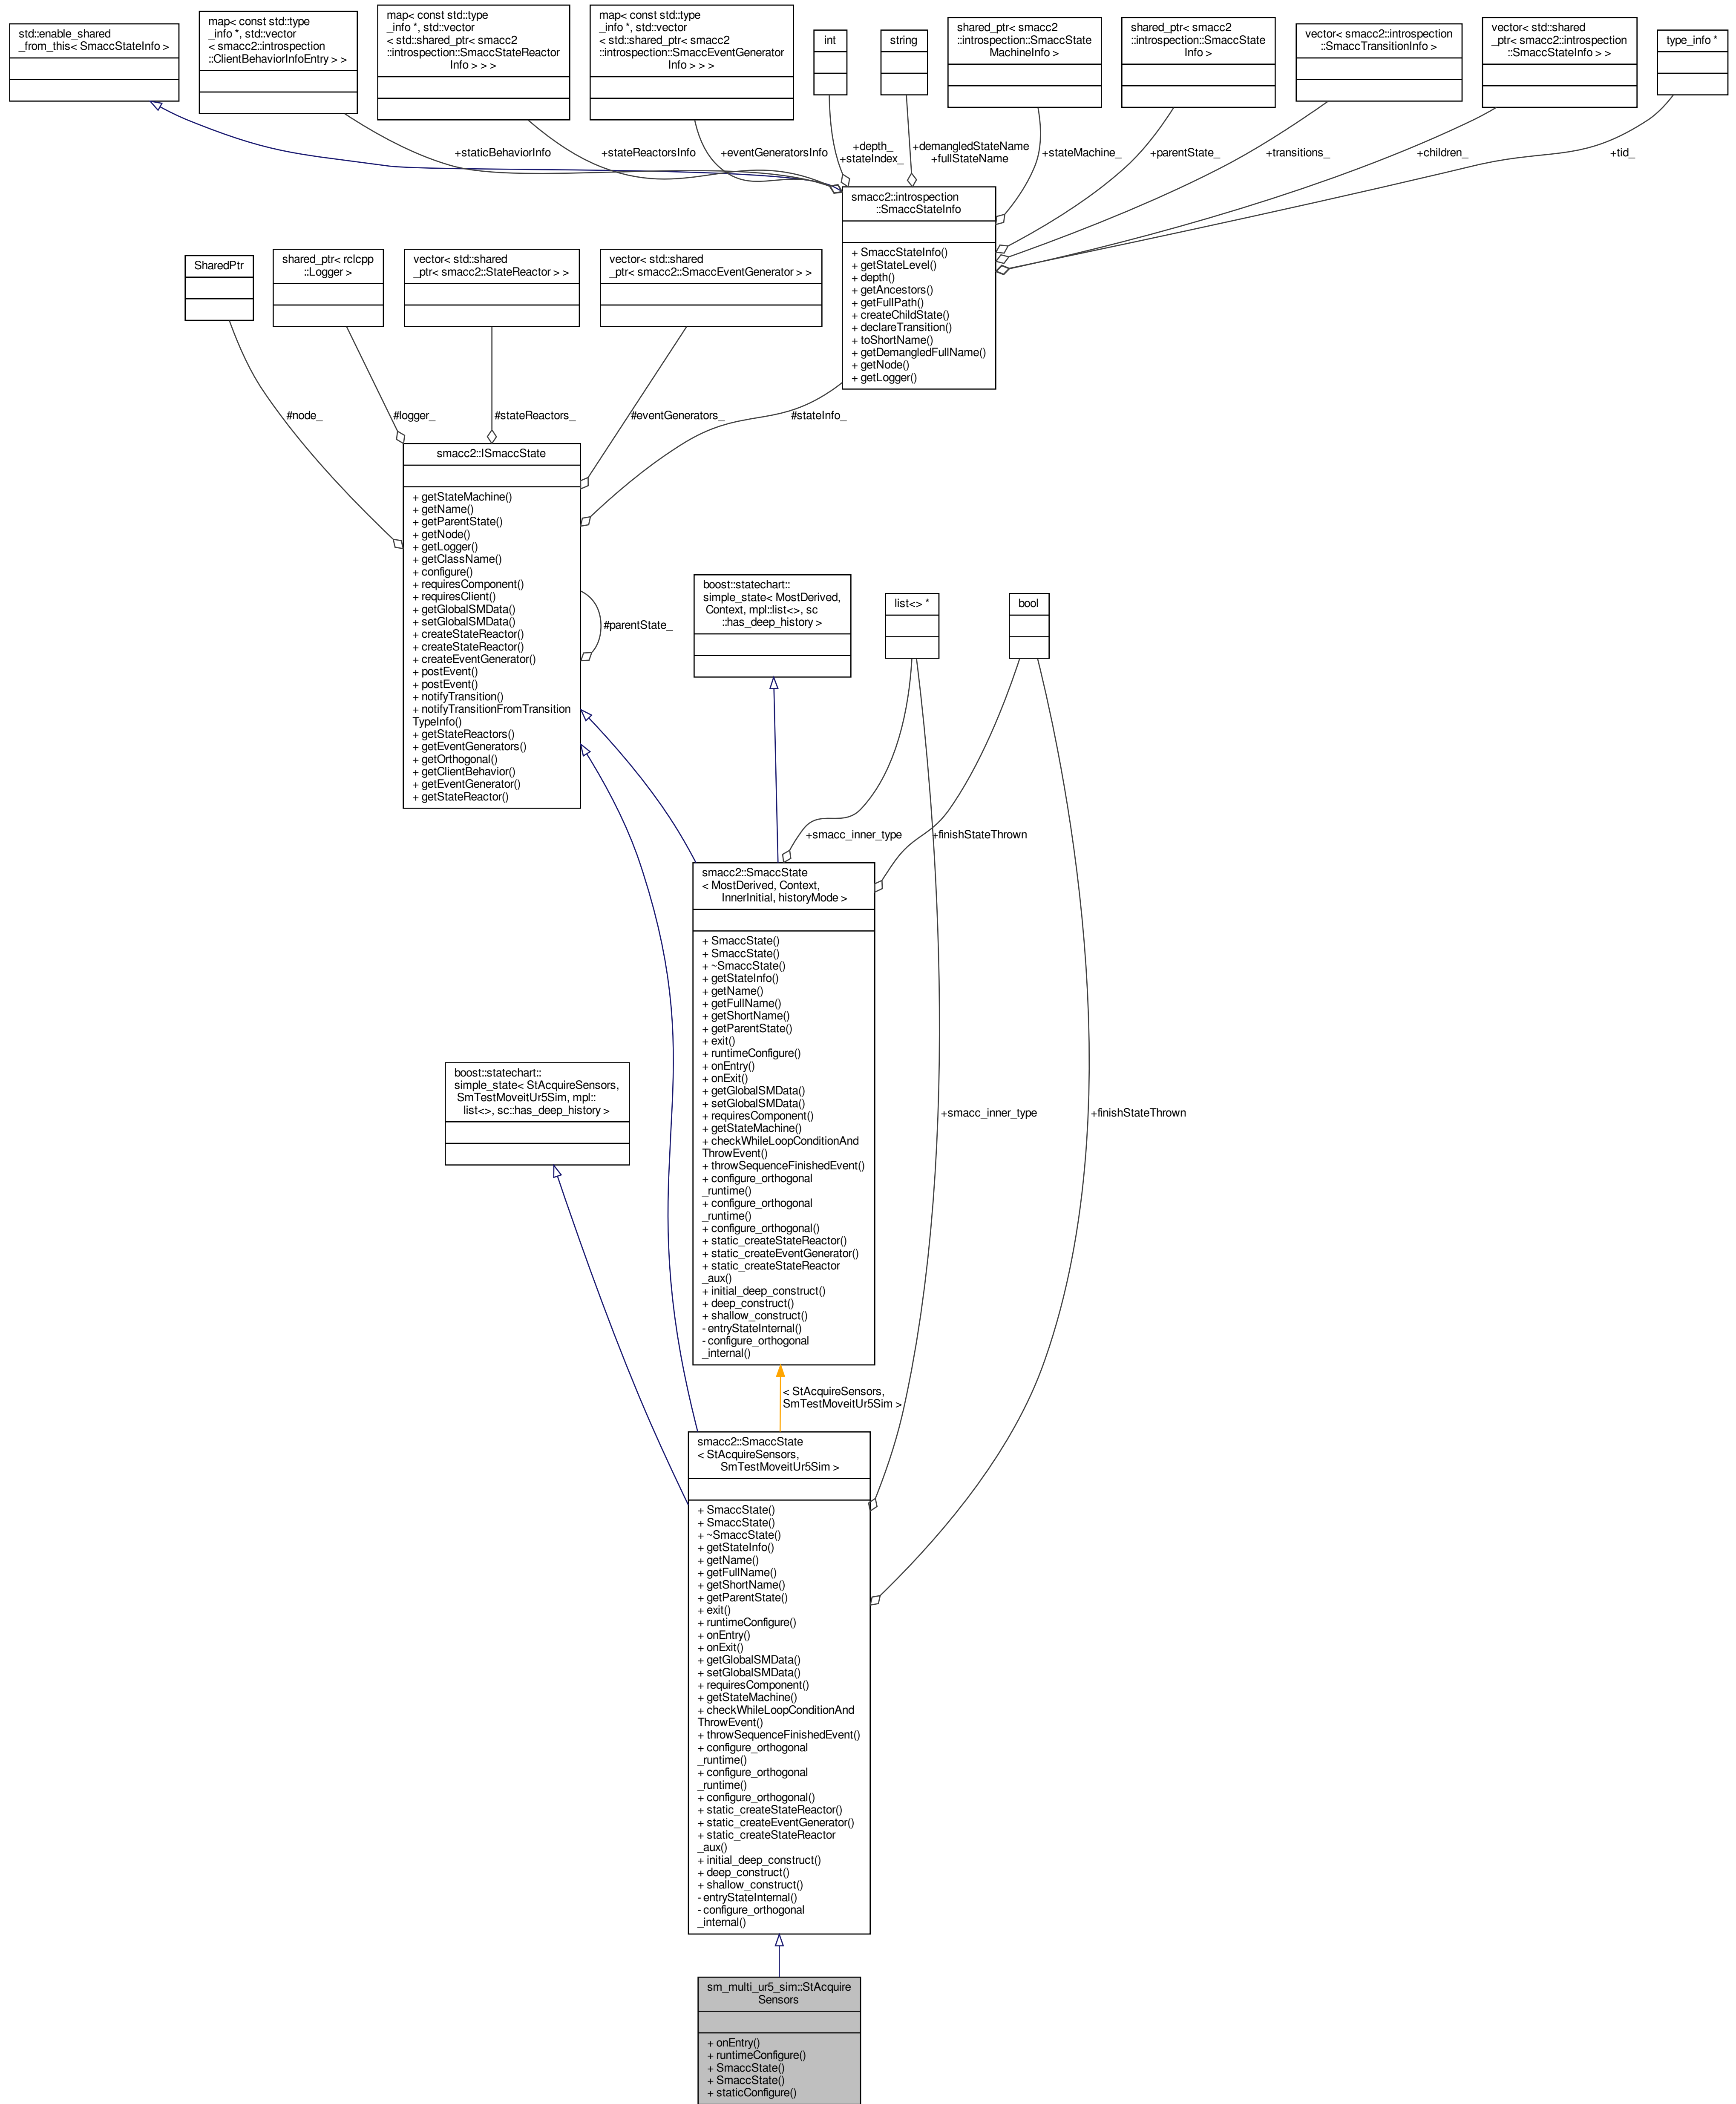 std::enable_shared
_from_this< SmaccStateInfo >
map< const std::type
_info *, std::vector
< smacc2::introspection
::ClientBehaviorInfoEntry > >
map< const std::type
_info *, std::vector
< std::shared_ptr< smacc2
::introspection::SmaccStateReactor
Info > > >
map< const std::type
_info *, std::vector
< std::shared_ptr< smacc2
::introspection::SmaccEventGenerator
Info > > >
int
string
shared_ptr< smacc2
::introspection::SmaccState
MachineInfo >
shared_ptr< smacc2
::introspection::SmaccState
Info >
vector< smacc2::introspection
::SmaccTransitionInfo >
vector< std::shared
_ptr< smacc2::introspection
::SmaccStateInfo > >
type_info *
+staticBehaviorInfo
+stateReactorsInfo
+eventGeneratorsInfo
+depth_
+stateIndex_
+demangledStateName
+fullStateName
+stateMachine_
+parentState_
+transitions_
+children_
+tid_
smacc2::introspection
::SmaccStateInfo
+ SmaccStateInfo()
+ getStateLevel()
+ depth()
+ getAncestors()
+ getFullPath()
+ createChildState()
+ declareTransition()
+ toShortName()
+ getDemangledFullName()
+ getNode()
+ getLogger()
SharedPtr
shared_ptr< rclcpp
::Logger >
vector< std::shared
_ptr< smacc2::StateReactor > >
vector< std::shared
_ptr< smacc2::SmaccEventGenerator > >
#node_
#logger_
#stateReactors_
#eventGenerators_
#stateInfo_
smacc2::ISmaccState
+ getStateMachine()
+ getName()
+ getParentState()
+ getNode()
+ getLogger()
+ getClassName()
+ configure()
+ requiresComponent()
+ requiresClient()
+ getGlobalSMData()
+ setGlobalSMData()
+ createStateReactor()
+ createStateReactor()
+ createEventGenerator()
+ postEvent()
+ postEvent()
+ notifyTransition()
+ notifyTransitionFromTransition
TypeInfo()
+ getStateReactors()
+ getEventGenerators()
+ getOrthogonal()
+ getClientBehavior()
+ getEventGenerator()
+ getStateReactor()
#parentState_
boost::statechart::
simple_state< MostDerived,
Context, mpl::list<>, sc
::has_deep_history >
list<> *
bool
+smacc_inner_type
+finishStateThrown
smacc2::SmaccState
< MostDerived, Context,
InnerInitial, historyMode >
+ SmaccState()
+ SmaccState()
+ ~SmaccState()
+ getStateInfo()
+ getName()
+ getFullName()
+ getShortName()
+ getParentState()
+ exit()
+ runtimeConfigure()
+ onEntry()
+ onExit()
+ getGlobalSMData()
+ setGlobalSMData()
+ requiresComponent()
+ getStateMachine()
+ checkWhileLoopConditionAnd
ThrowEvent()
+ throwSequenceFinishedEvent()
+ configure_orthogonal
_runtime()
+ configure_orthogonal
_runtime()
+ configure_orthogonal()
+ static_createStateReactor()
+ static_createEventGenerator()
+ static_createStateReactor
_aux()
+ initial_deep_construct()
+ deep_construct()
+ shallow_construct()
- entryStateInternal()
- configure_orthogonal
_internal()
boost::statechart::
simple_state< StAcquireSensors,
SmTestMoveitUr5Sim, mpl::
list<>, sc::has_deep_history >
+smacc_inner_type
+finishStateThrown
< StAcquireSensors,
SmTestMoveitUr5Sim >
smacc2::SmaccState
< StAcquireSensors,
SmTestMoveitUr5Sim >
+ SmaccState()
+ SmaccState()
+ ~SmaccState()
+ getStateInfo()
+ getName()
+ getFullName()
+ getShortName()
+ getParentState()
+ exit()
+ runtimeConfigure()
+ onEntry()
+ onExit()
+ getGlobalSMData()
+ setGlobalSMData()
+ requiresComponent()
+ getStateMachine()
+ checkWhileLoopConditionAnd
ThrowEvent()
+ throwSequenceFinishedEvent()
+ configure_orthogonal
_runtime()
+ configure_orthogonal
_runtime()
+ configure_orthogonal()
+ static_createStateReactor()
+ static_createEventGenerator()
+ static_createStateReactor
_aux()
+ initial_deep_construct()
+ deep_construct()
+ shallow_construct()
- entryStateInternal()
- configure_orthogonal
_internal()
sm_multi_ur5_sim::StAcquire
Sensors
+ onEntry()
+ runtimeConfigure()
+ SmaccState()
+ SmaccState()
+ staticConfigure()